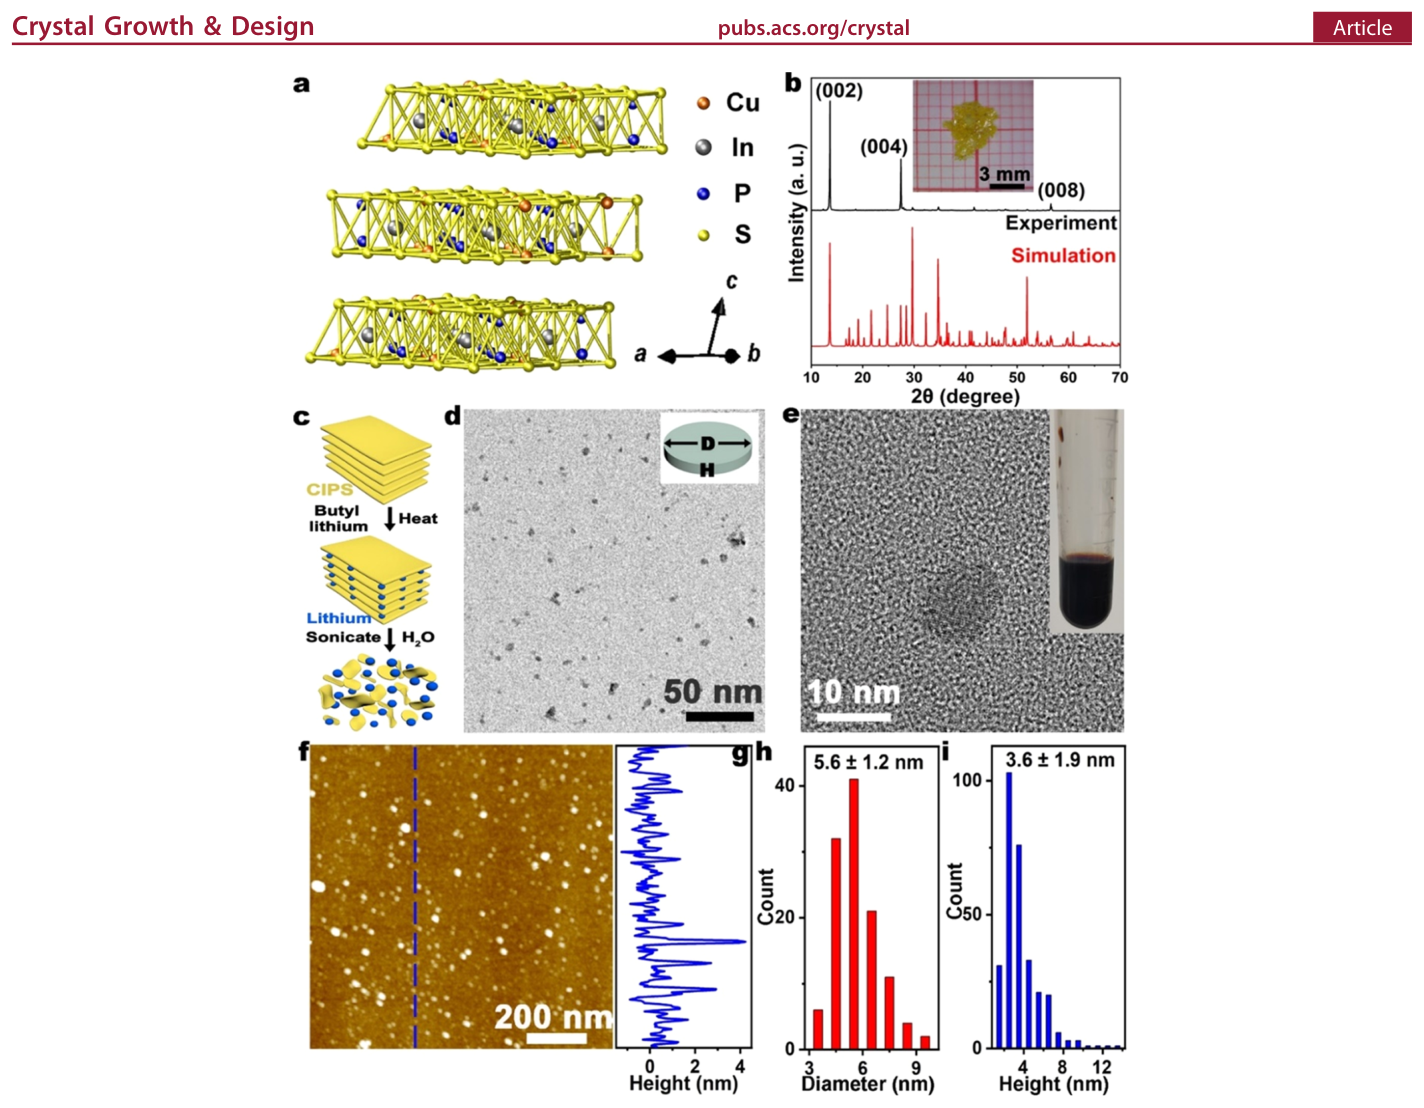 Crystal Growth & Design
pubs.acs.org/crystal
Article
a
Cu
In
P
S
c
a
b
b
(002)
(004)
(008)
3 mm
Experiment
Simulation
Intensity (a. u.)
10 20 30 40 50 60 70
2θ (degree)
c
CIPS
Butyl
lithium
Heat
Lithium
Sonicate
H2O
d
D
H
50 nm
e
10 nm
f
200 nm
g
0 2 4
Height (nm)
h
5.6 ± 1.2 nm
40
20
0
Count
3 6 9
Diameter (nm)
i
3.6 ± 1.9 nm
100
50
0
Count
4 8 12
Height (nm)